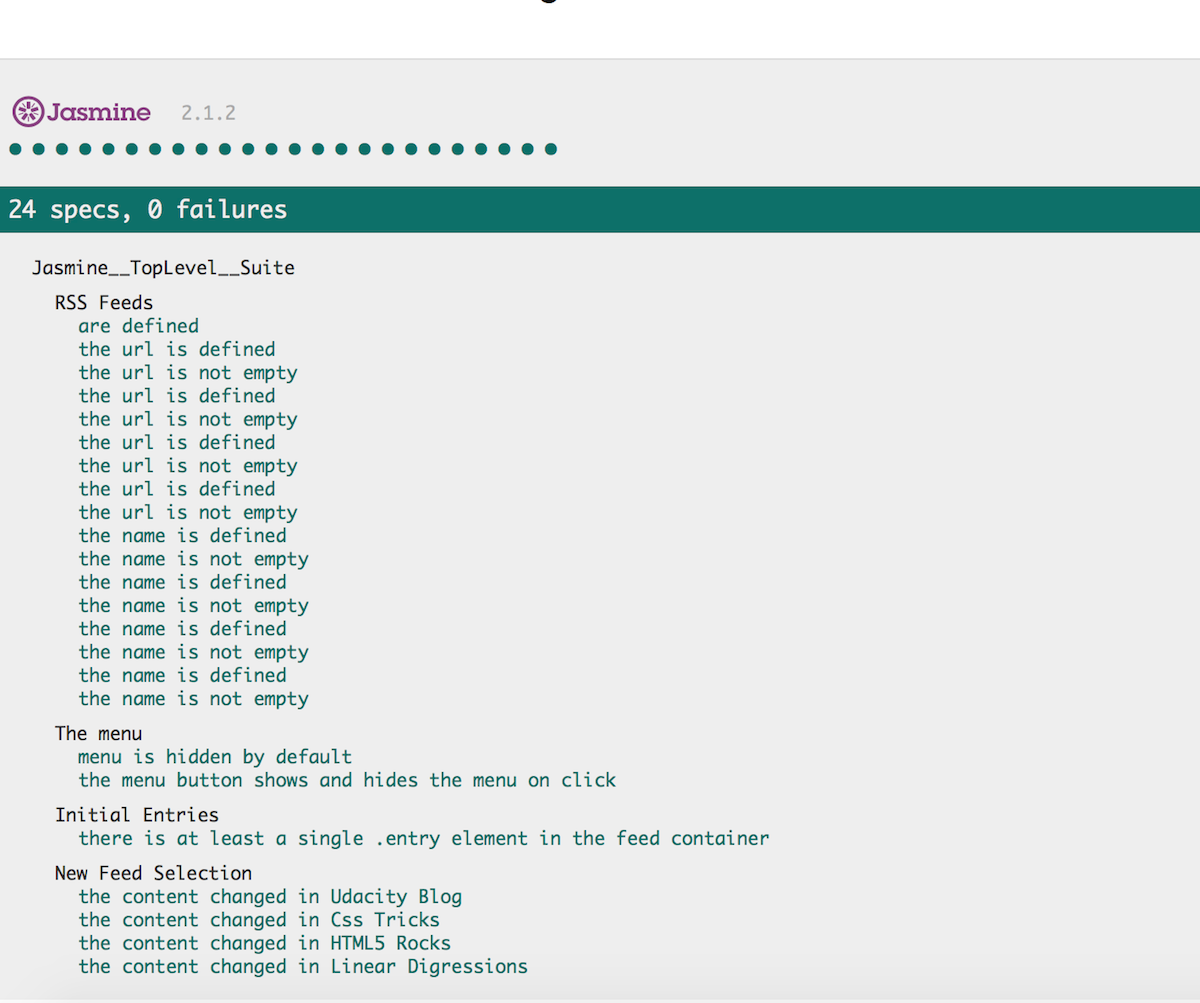 Jasmine 2.1.2
24 specs, 0 failures
Jasmine__TopLevel__Suite
RSS Feeds
are defined
the url is defined
the url is not empty
the url is defined
the url is not empty
the url is defined
the url is not empty
the url is defined
the url is not empty
the name is defined
the name is not empty
the name is defined
the name is not empty
the name is defined
the name is not empty
the name is defined
the name is not empty
The menu
menu is hidden by default
the menu button shows and hides the menu on click
Initial Entries
there is at least a single .entry element in the feed container
New Feed Selection
the content changed in Udacity Blog
the content changed in Css Tricks
the content changed in HTML5 Rocks
the content changed in Linear Digressions